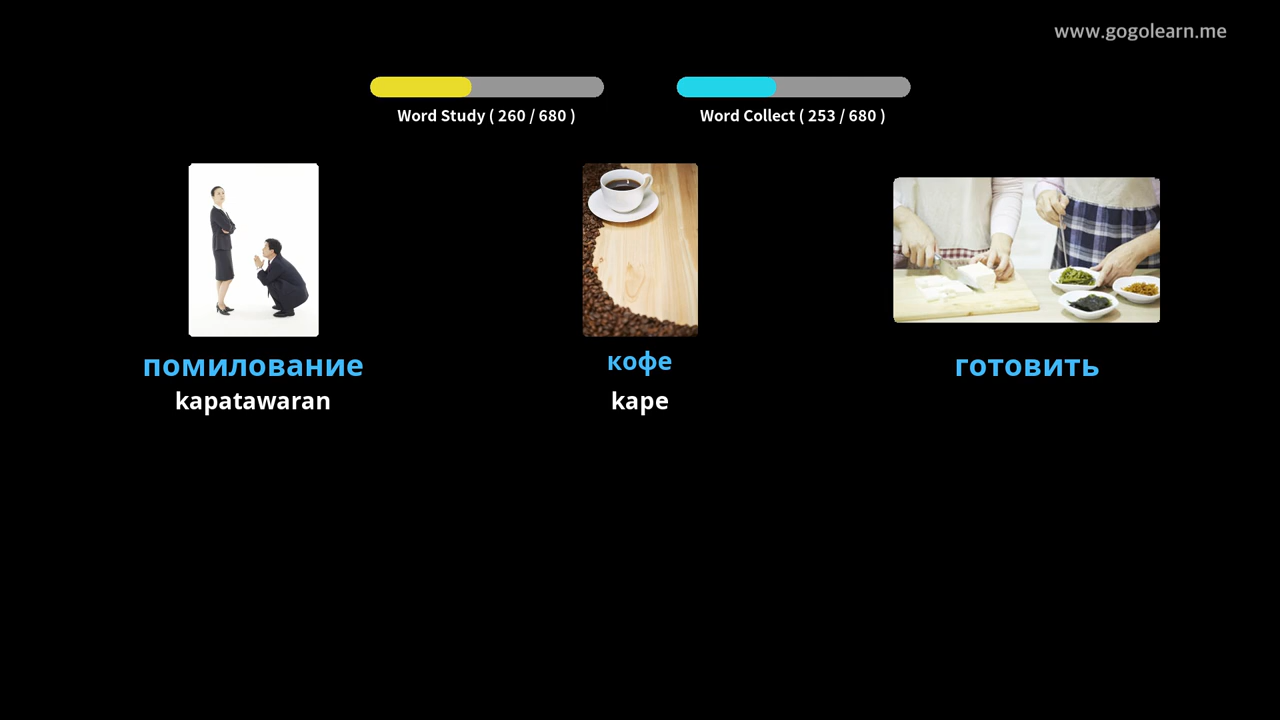 www.gogolearn.me
Word Study ( 260 / 680 )
Word Collect ( 253 / 680 )
помилование
kapatawaran
кофе
kape
готовить